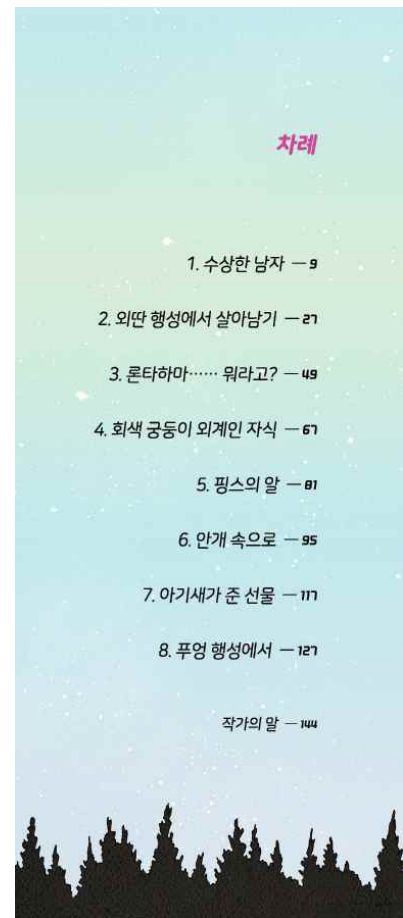 차례
1. 수상한 남자 — 9
2. 외딴 행성에서 살아남기 — 27
3. 론타하마…… 뭐라고? — 49
4. 회색 궁둥이 외계인 자식 — 67
5. 핑스의 말 — 81
6. 안개 속으로 — 95
7. 아기새가 준 선물 — 117
8. 푸엉 행성에서 — 127
작가의 말 — 144